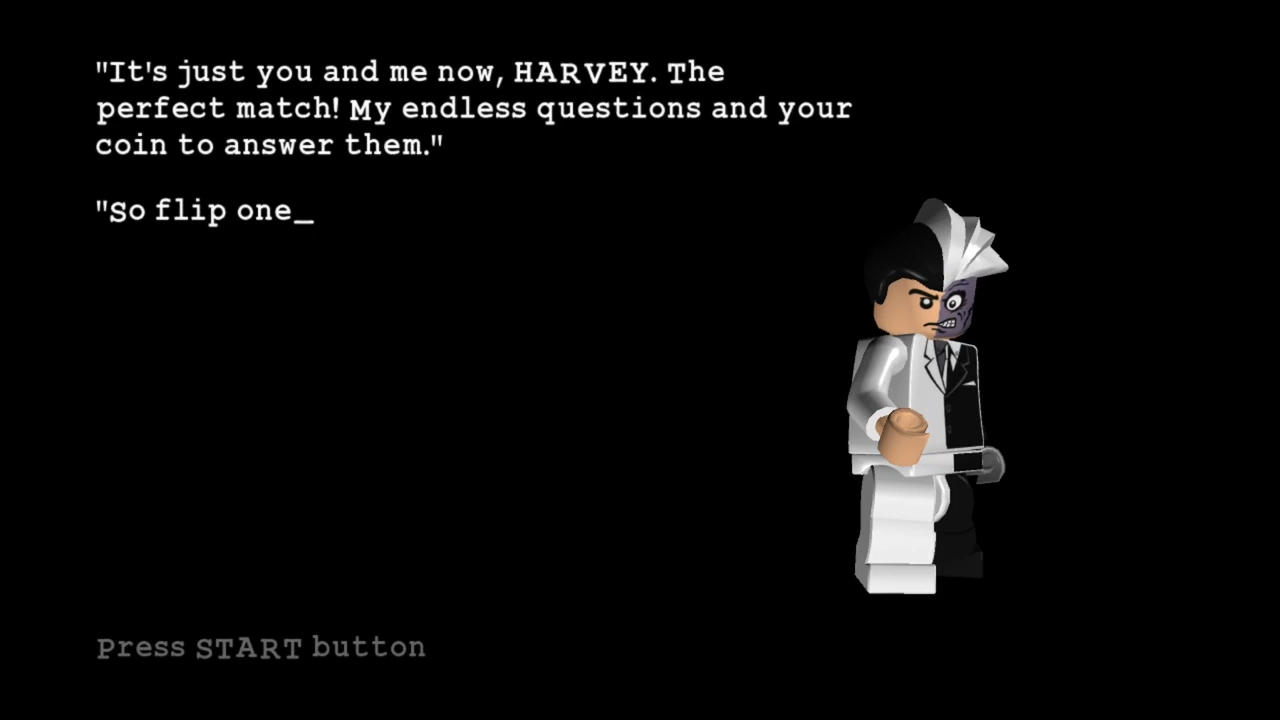 "It's just you and me now, HARVEY. The
perfect match! My endless questions and your
coin to answer them."
"So flip one_
Press START button